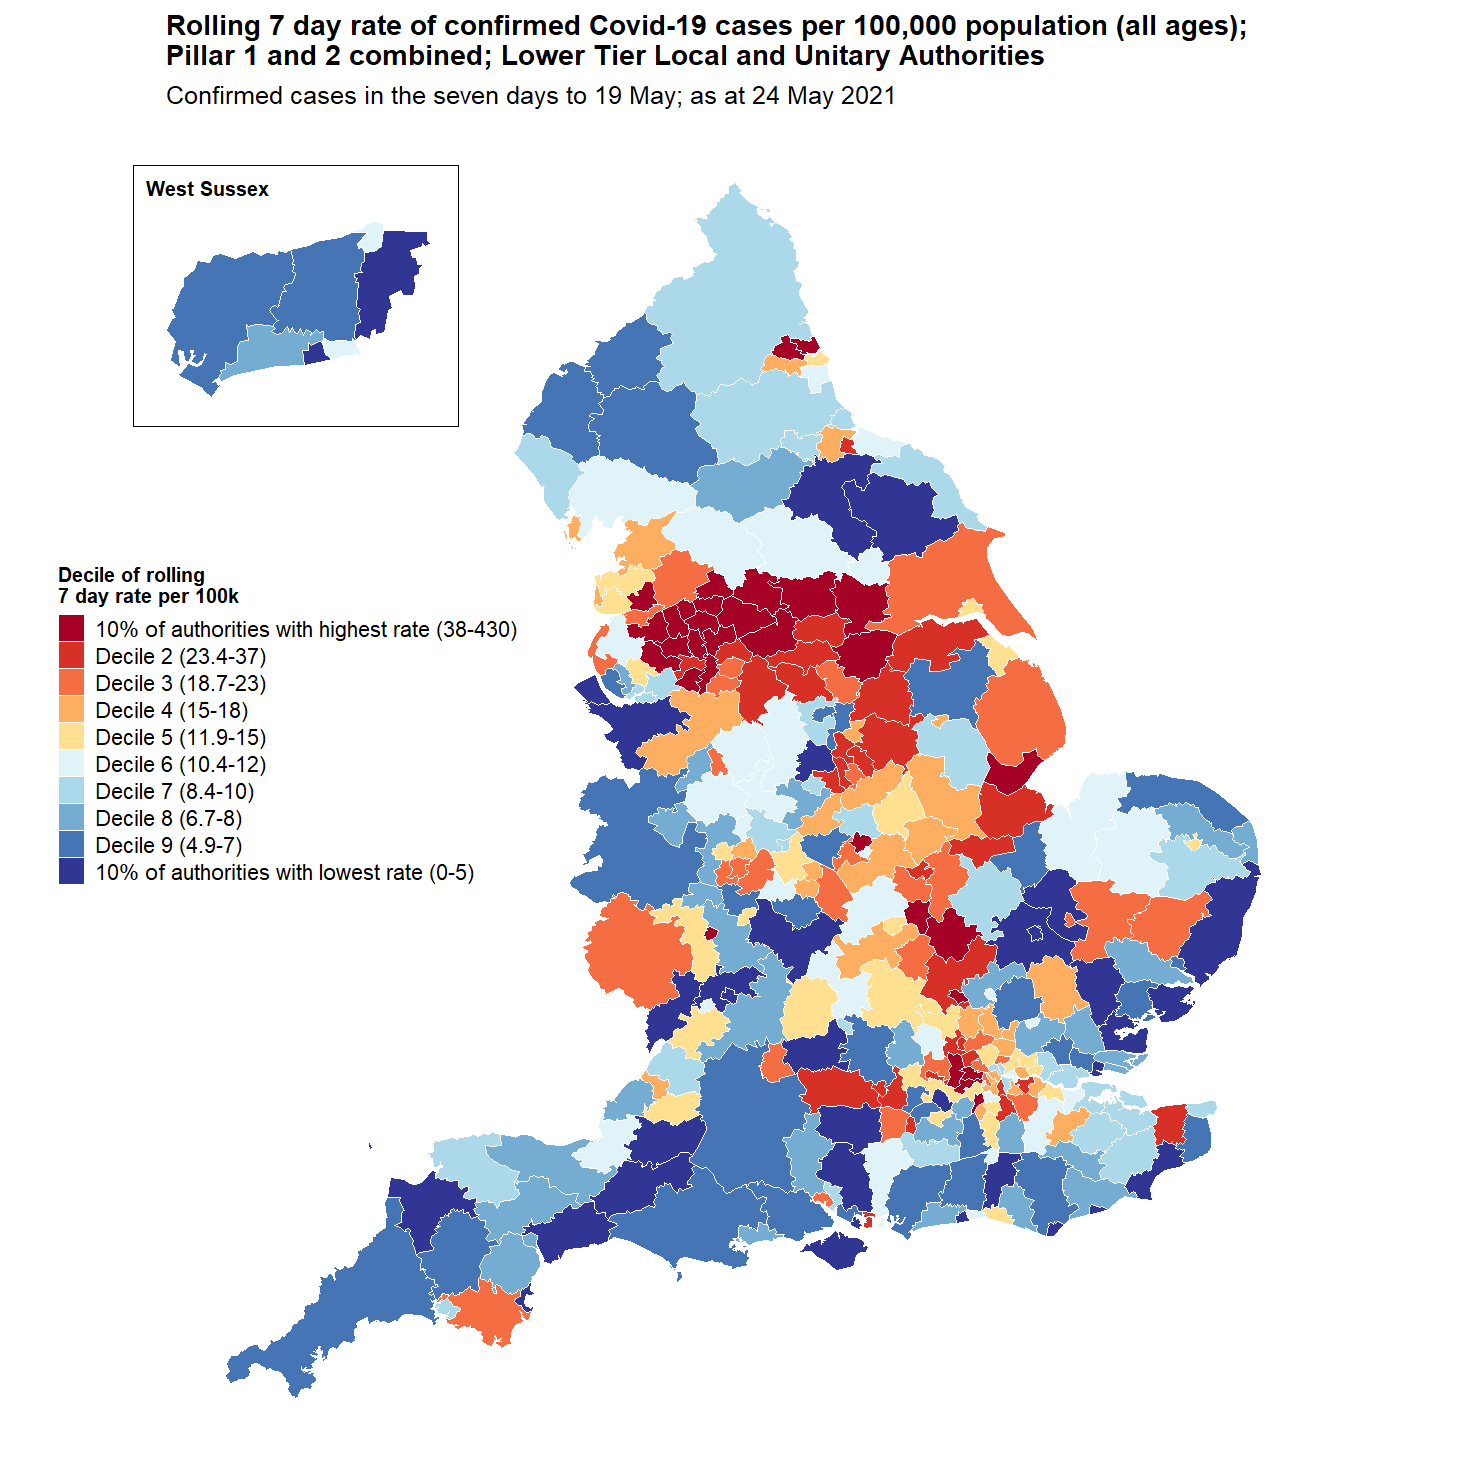 Rolling 7 day rate of confirmed Covid-19 cases per 100,000 population (all ages);
Pillar 1 and 2 combined; Lower Tier Local and Unitary Authorities
Confirmed cases in the seven days to 19 May; as at 24 May 2021
West Sussex
Decile of rolling
7 day rate per 100k
10% of authorities with highest rate (38-430)
Decile 2 (23.4-37)
Decile 3 (18.7-23)
Decile 4 (15-18)
Decile 5 (11.9-15)
Decile 6 (10.4-12)
Decile 7 (8.4-10)
Decile 8 (6.7-8)
Decile 9 (4.9-7)
10% of authorities with lowest rate (0-5)